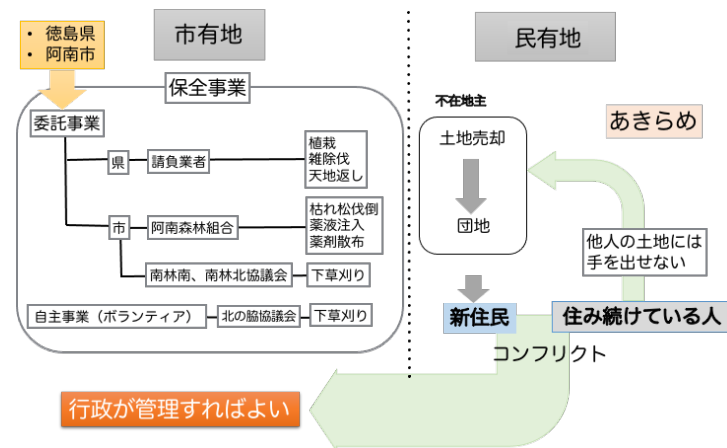 • 徳島県
• 阿南市
市有地
民有地
保全事業
委託事業
県
請負業者
植栽
雑除伐
天地返し
市
阿南森林組合
枯れ松伐倒
薬液注入
薬剤散布
南林南、南林北協議会
下草刈り
自主事業（ボランティア）
北の脇協議会
下草刈り
不在地主
土地売却
団地
あきらめ
他人の土地には
手を出せない
新住民
住み続けている人
コンフリクト
行政が管理すればよい